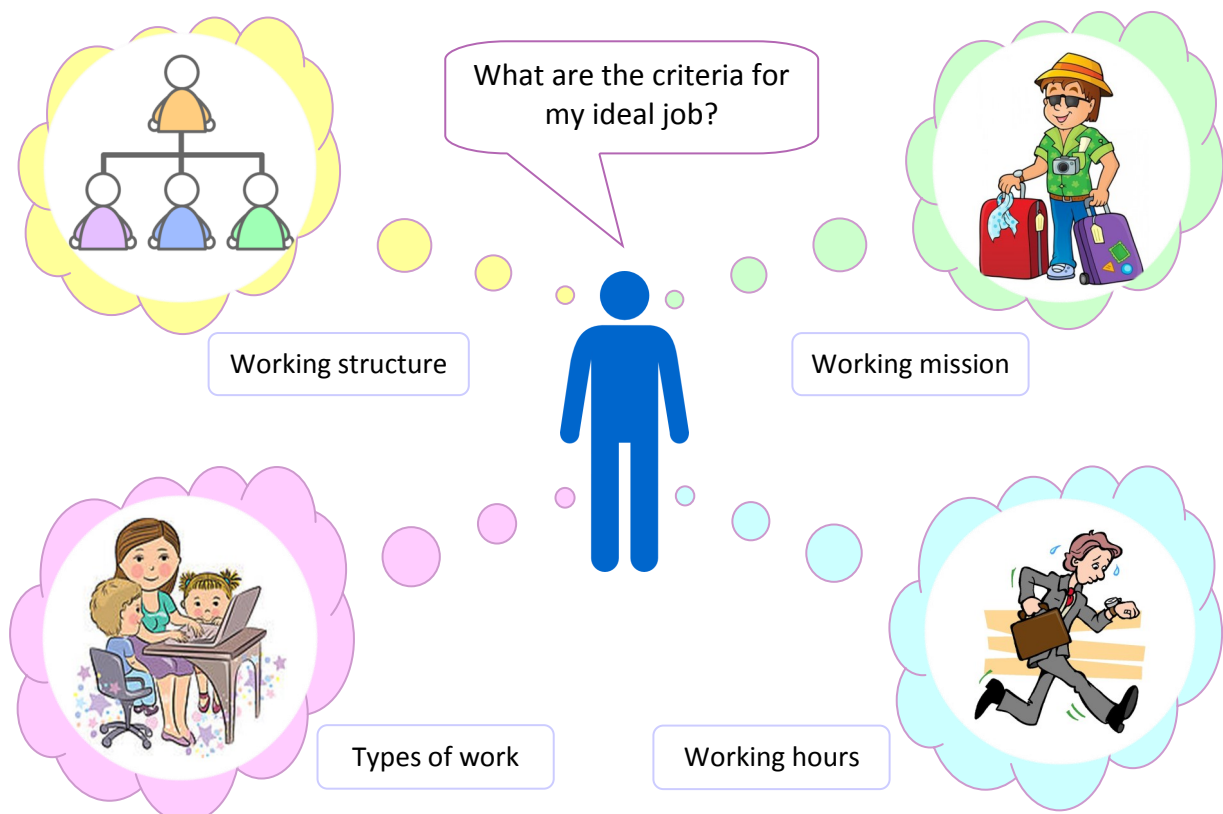 What are the criteria for
my ideal job?
Working structure
Working mission
Types of work
Working hours